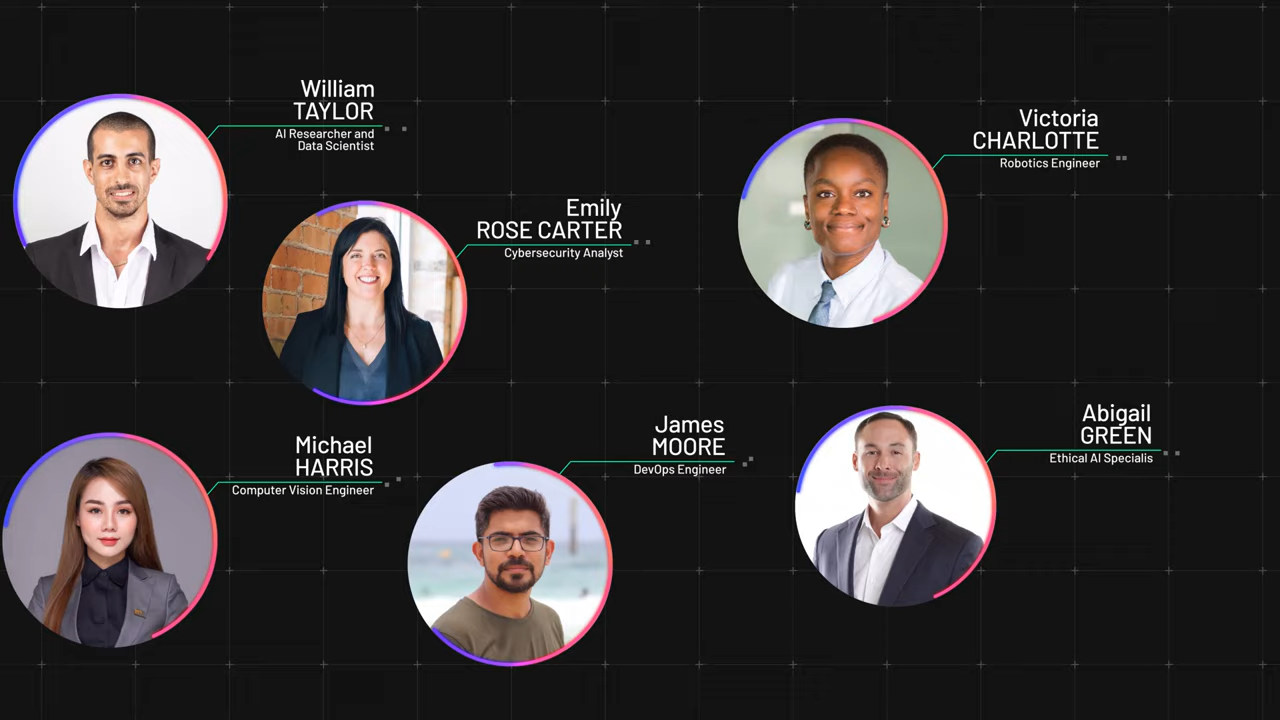 William
TAYLOR
AI Researcher and
Data Scientist
Victoria
CHARLOTTE
Robotics Engineer
Emily
ROSE CARTER
Cybersecurity Analyst
Michael
HARRIS
Computer Vision Engineer
James
MOORE
DevOps Engineer
Abigail
GREEN
Ethical AI Specialis